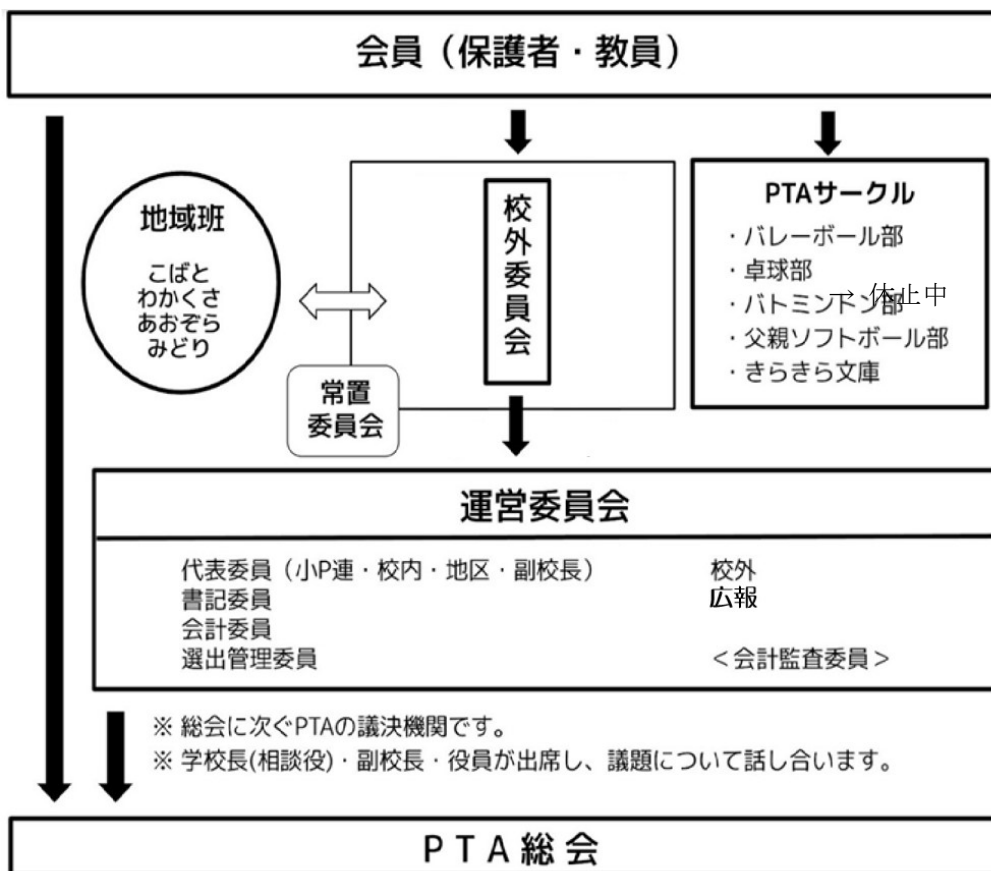 会員（保護者・教員）
地域班
こばと
わかくさ
あおぞら
みどり
校外委員会
常置
委員会
PTAサークル
・バレーボール部
・卓球部
・バトミントン部 → 休止中
・父親ソフトボール部
・きらきら文庫
運営委員会
代表委員（小P連・校内・地区・副校長） 校外
書記委員 広報
会計委員
選出管理委員 ＜会計監査委員＞
※ 総会に次ぐPTAの議決機関です。
※ 学校長(相談役)・副校長・役員が出席し、議題について話し合います。
PTA総会